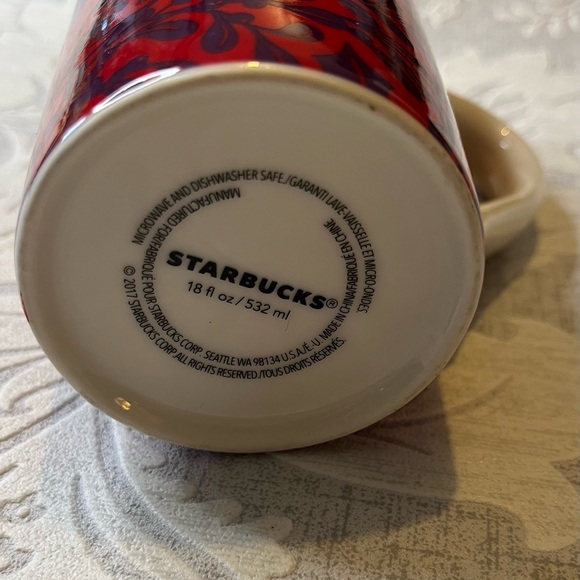 MICROWAVE AND DISHWASHER SAFE./GARANTI LAVE-VAISSELLE ET MICRO-ONDES
© 2017 STARBUCKS CORP. ALL RIGHTS RESERVED./TOUS DROITS RÉSERVÉS.
MANUFACTURED FOR/FABRIQUÉ POUR STARBUCKS CORP. SEATTLE WA 98134 U.S.A./É.-U. MADE IN CHINA/FABRIQUÉ EN CHINE.
STARBUCKS®
18 fl oz / 532 ml